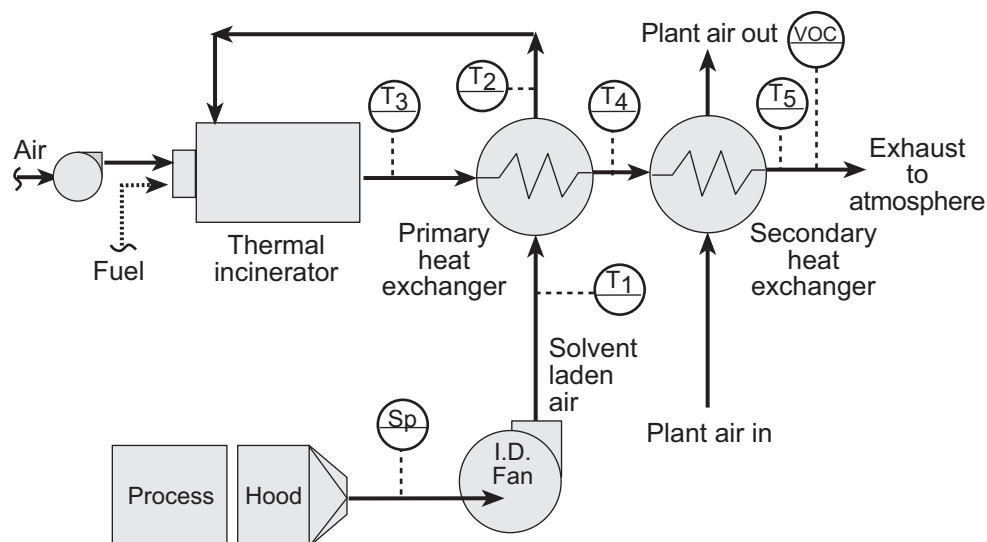 Plant air out
VOC
T2
T3
T4
T5
Air
Exhaust
to
atmosphere
Fuel
Thermal
incinerator
Primary
heat
exchanger
Secondary
heat
exchanger
T1
Solvent
laden
air
Plant air in
Sp
I.D.
Fan
Process
Hood